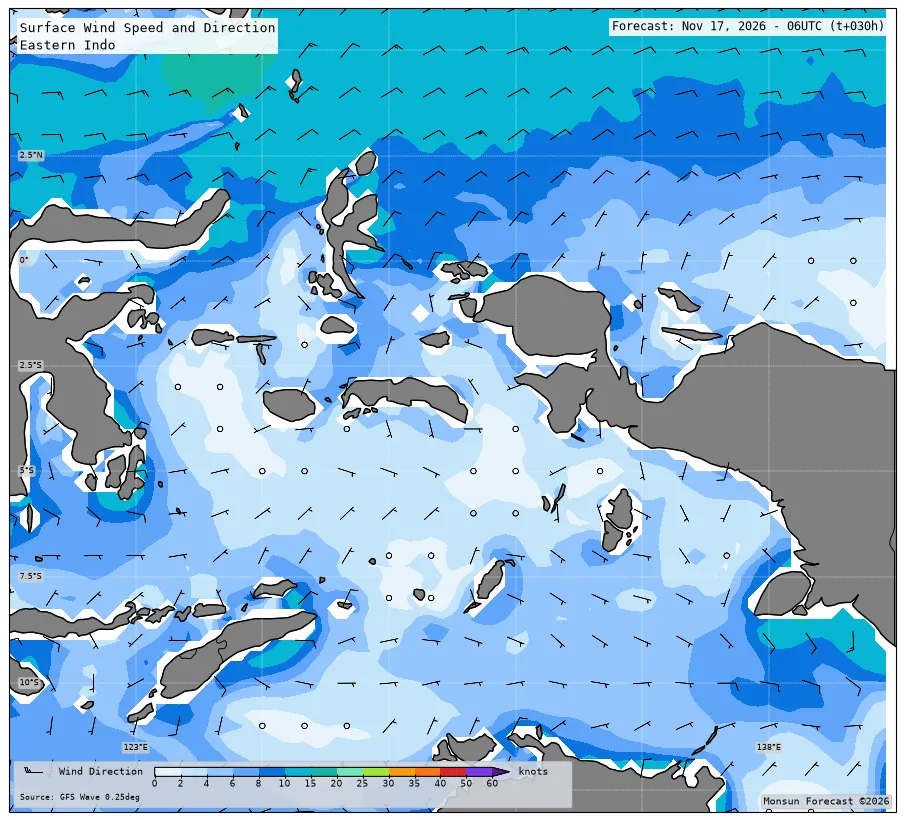 Surface Wind Speed and Direction
Eastern Indo
Forecast: Nov 17, 2026 - 06UTC (t+030h)
2.5°N
0°
2.5°S
5°S
7.5°S
10°S
123°E
138°E
Wind Direction
knots
0 2 4 6 8 10 15 20 25 30 35 40 50 60
Source: GFS Wave 0.25deg
Monsun Forecast ©2026